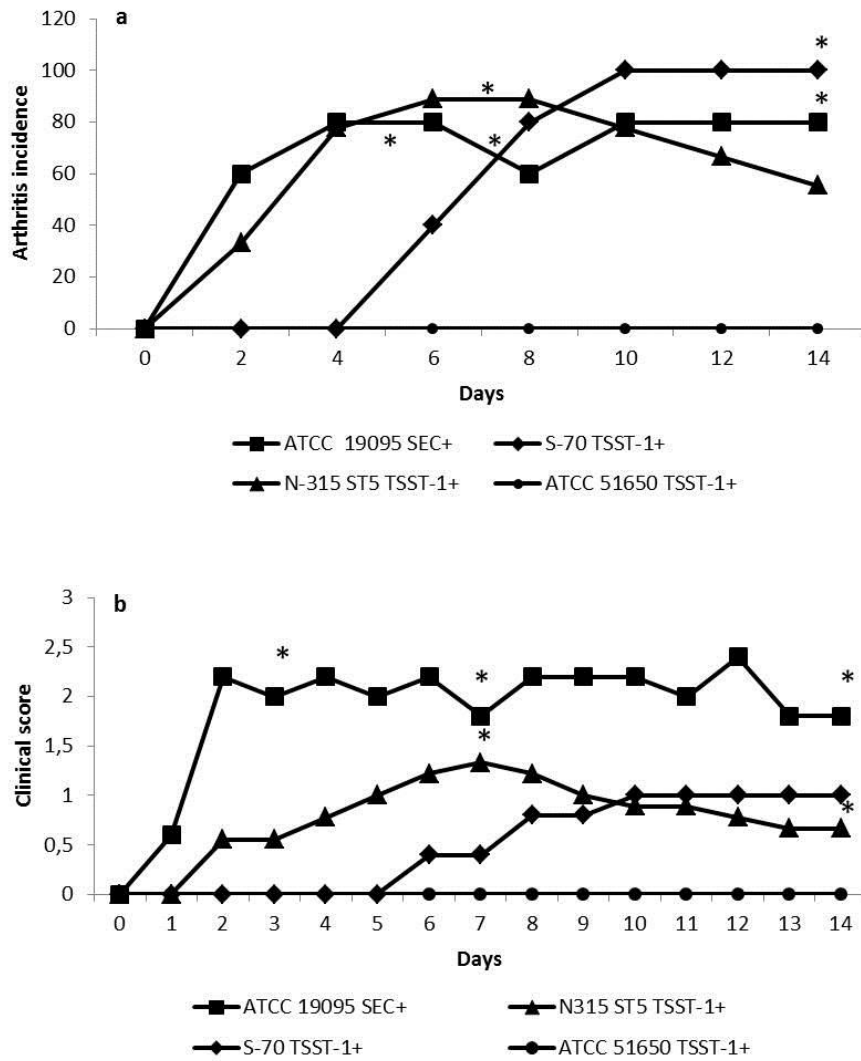 a
120
100
80
60
40
20
0
Arthritis incidence
* * * * *
0 2 4 6 8 10 12 14
Days
ATCC 19095 SEC+ S-70 TSST-1+
N-315 ST5 TSST-1+ ATCC 51650 TSST-1+
b
3
2,5
2
1,5
1
0,5
0
Clinical score
* * * * *
0 1 2 3 4 5 6 7 8 9 10 11 12 13 14
Days
ATCC 19095 SEC+ N315 ST5 TSST-1+
S-70 TSST-1+ ATCC 51650 TSST-1+